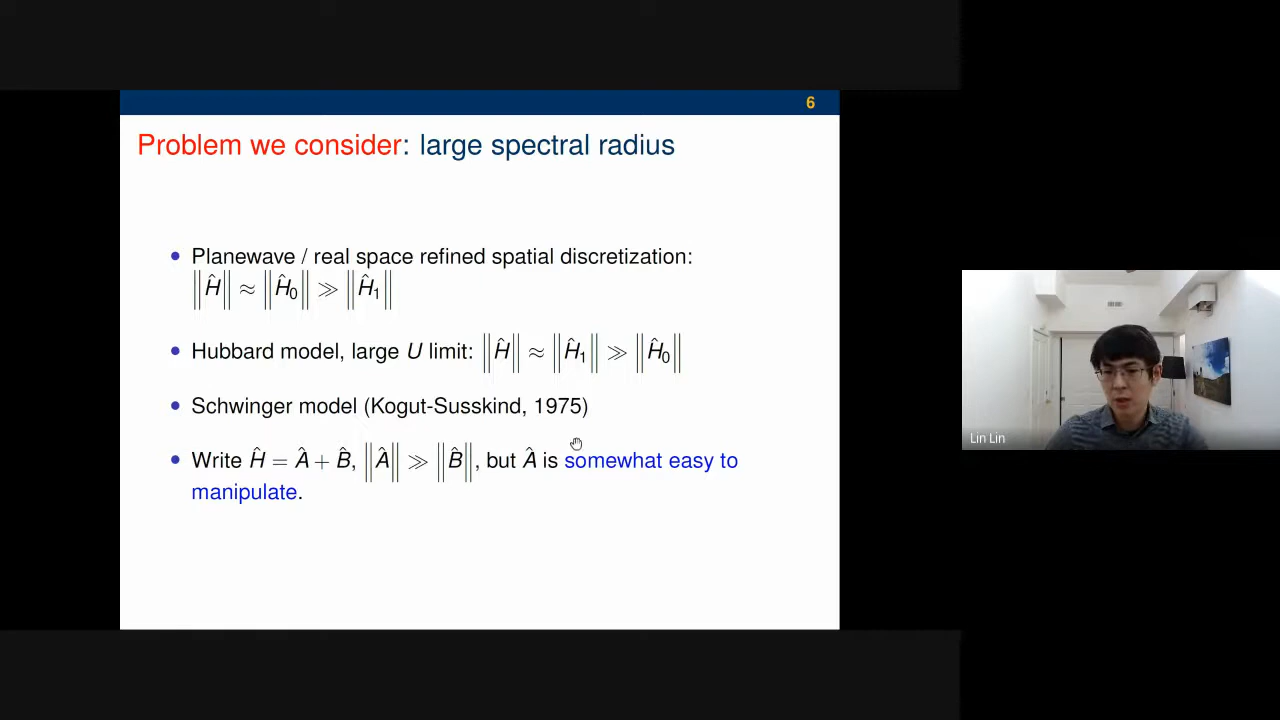 6
Problem we consider: large spectral radius
• Planewave / real space refined spatial discretization:
‖Ĥ‖ ≈ ‖Ĥ₀‖ ≫ ‖Ĥ₁‖
• Hubbard model, large U limit: ‖Ĥ‖ ≈ ‖Ĥ₁‖ ≫ ‖Ĥ₀‖
• Schwinger model (Kogut-Susskind, 1975)
• Write Ĥ = Â + B̂, ‖Â‖ ≫ ‖B̂‖, but Â is somewhat easy to
manipulate.
Lin Lin